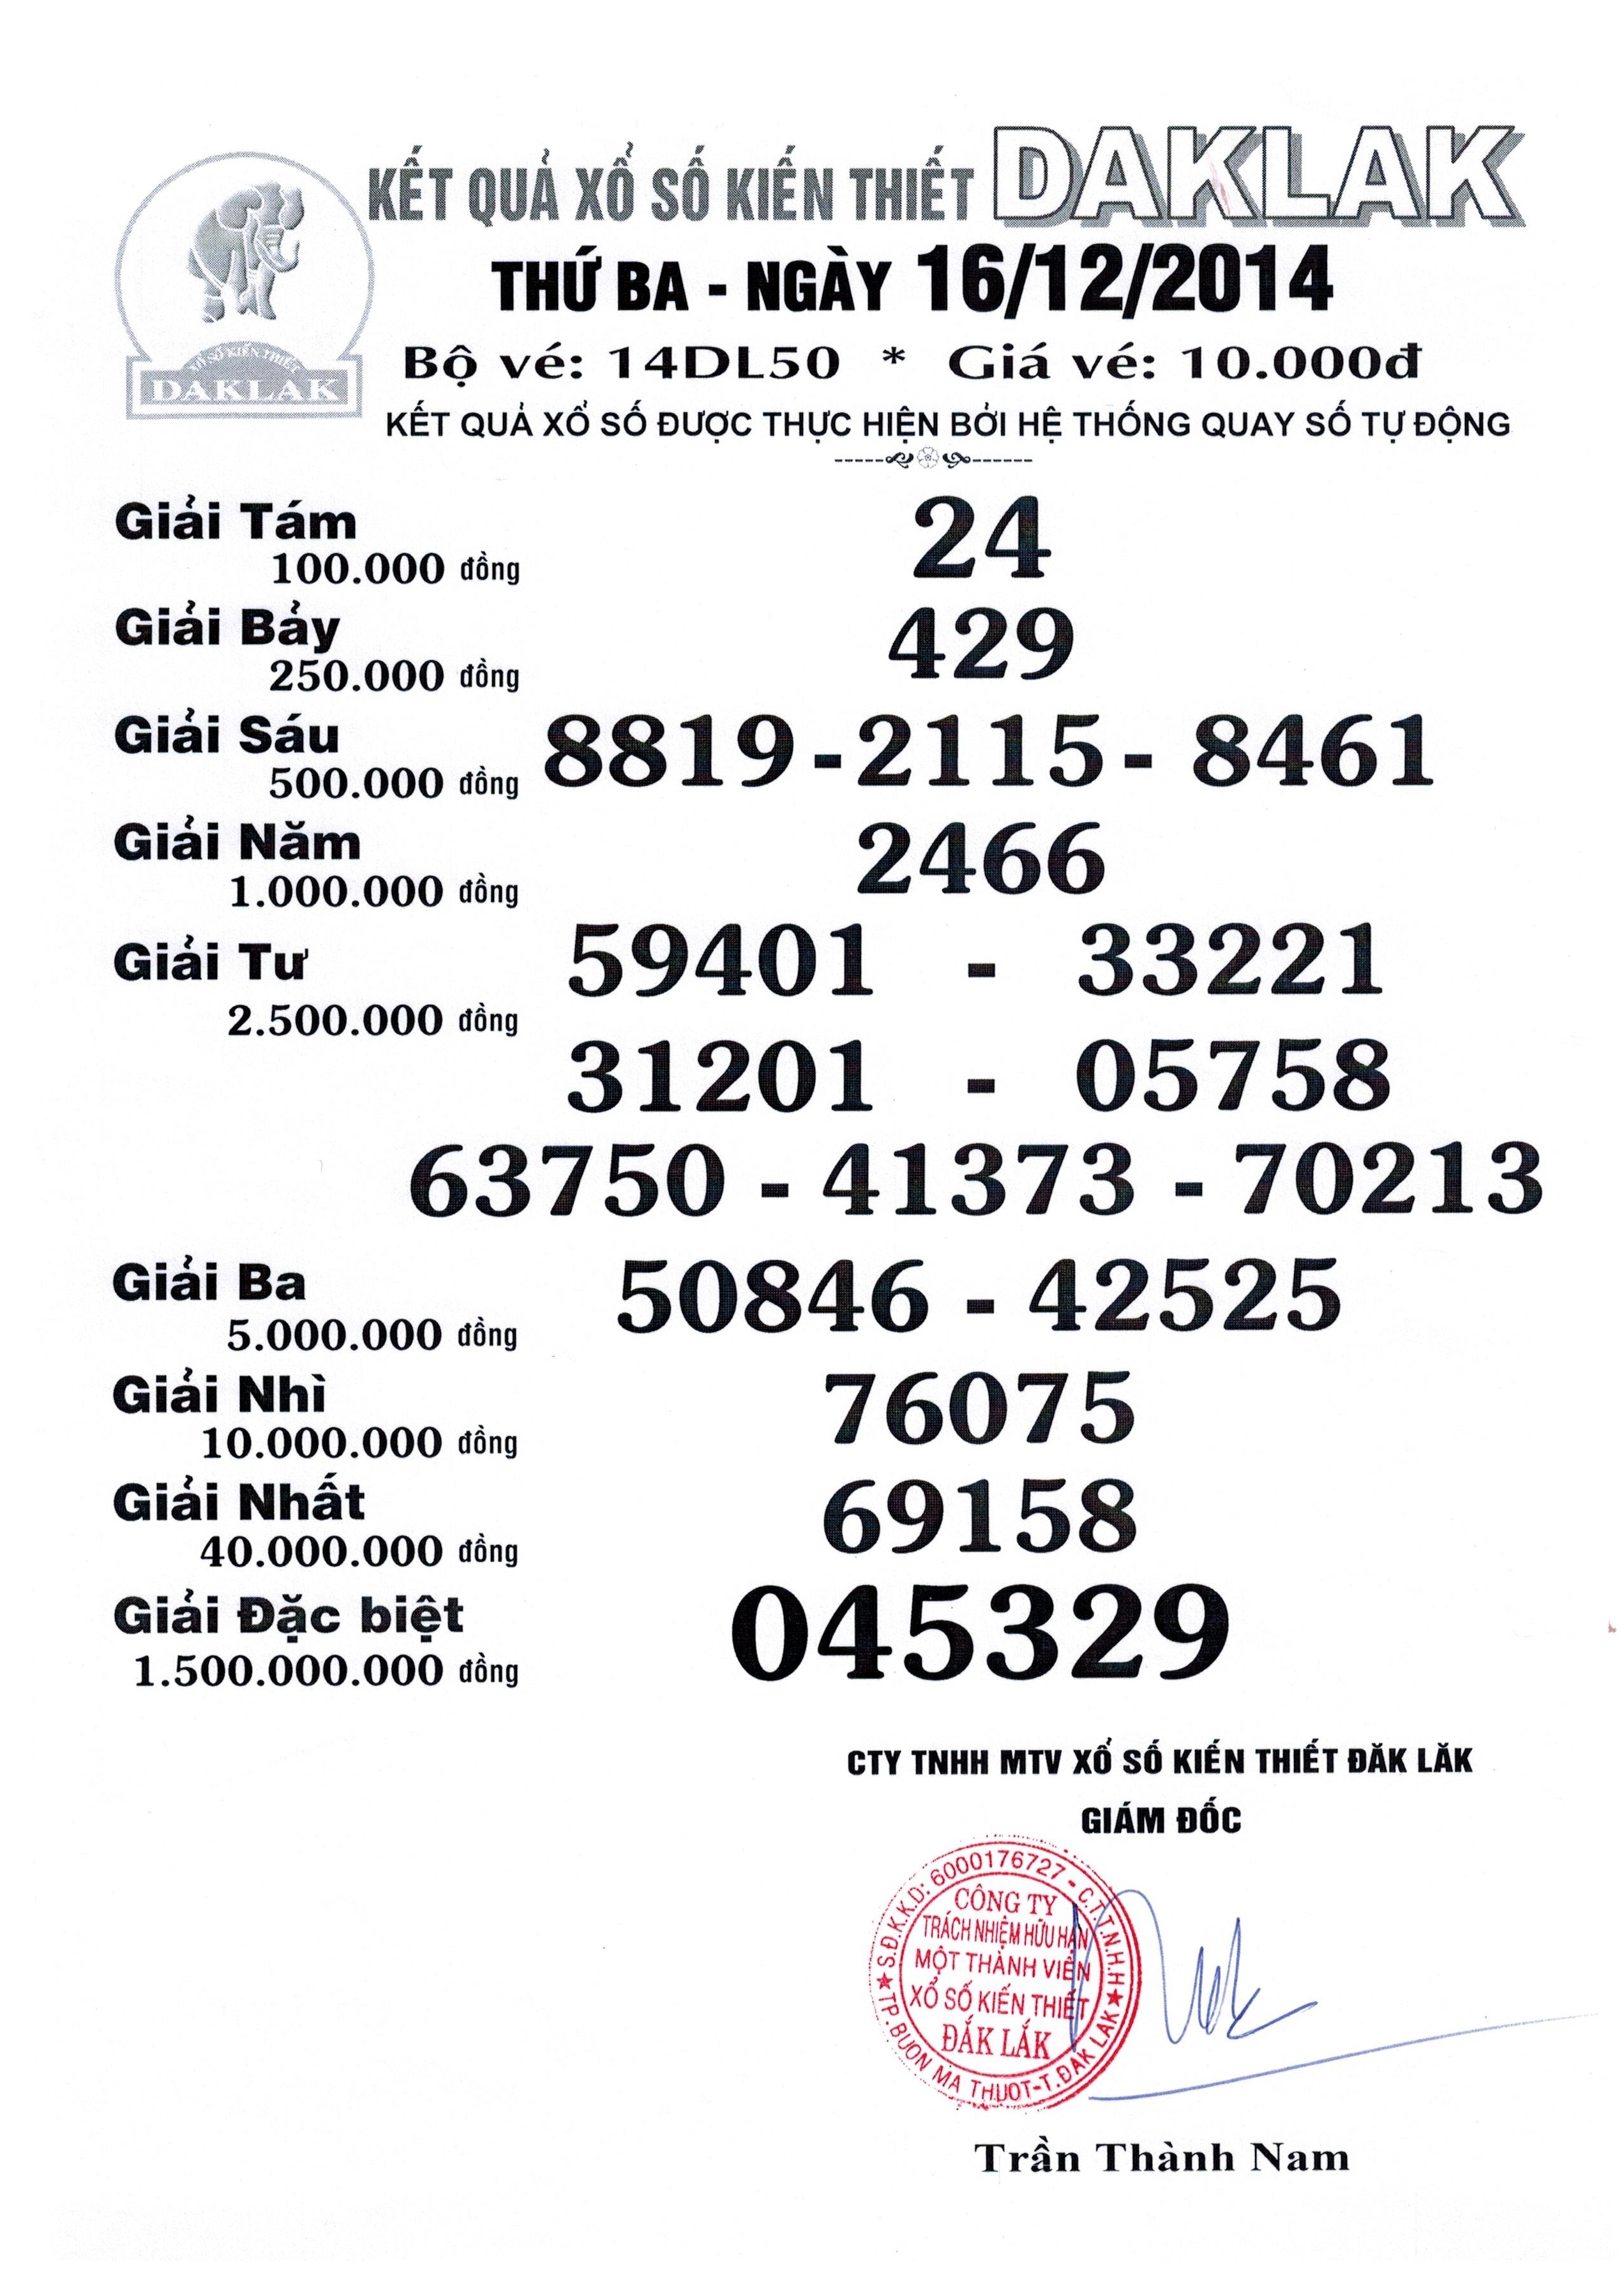 KẾT QUẢ XỔ SỐ KIẾN THIẾT DAKLAK
THỨ BA - NGÀY 16/12/2014
XỔ SỐ KIẾN THIẾT
DAKLAK
Bộ vé: 14DL50 * Giá vé: 10.000đ
KẾT QUẢ XỔ SỐ ĐƯỢC THỰC HIỆN BỞI HỆ THỐNG QUAY SỐ TỰ ĐỘNG
Giải Tám
100.000 đồng
24
Giải Bảy
250.000 đồng
429
Giải Sáu
500.000 đồng
8819 - 2115 - 8461
Giải Năm
1.000.000 đồng
2466
Giải Tư
2.500.000 đồng
59401 - 33221
31201 - 05758
63750 - 41373 - 70213
Giải Ba
5.000.000 đồng
50846 - 42525
Giải Nhì
10.000.000 đồng
76075
Giải Nhất
40.000.000 đồng
69158
Giải Đặc biệt
1.500.000.000 đồng
045329
CTY TNHH MTV XỔ SỐ KIẾN THIẾT ĐĂK LĂK
GIÁM ĐỐC
S.Đ.K.K.D: 6000176727 - C.T.T.N.H.H
CÔNG TY
TRÁCH NHIỆM HỮU HẠN
MỘT THÀNH VIÊN
XỔ SỐ KIẾN THIẾT
ĐẮK LẮK
TP. BUON MA THUOT-T.ĐAK LAK
Trần Thành Nam